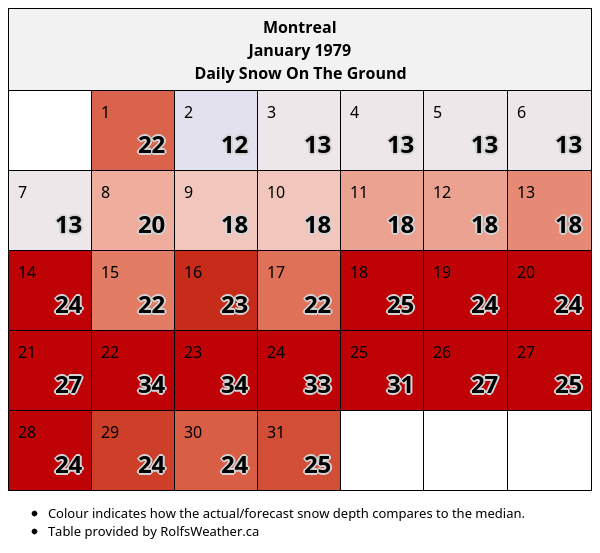 Montreal
January 1979
Daily Snow On The Ground
1 2 3 4 5 6
22 12 13 13 13 13
7 8 9 10 11 12 13
13 20 18 18 18 18 18
14 15 16 17 18 19 20
24 22 23 22 25 24 24
21 22 23 24 25 26 27
27 34 34 33 31 27 25
28 29 30 31
24 24 24 25
• Colour indicates how the actual/forecast snow depth compares to the median.
• Table provided by RolfsWeather.ca